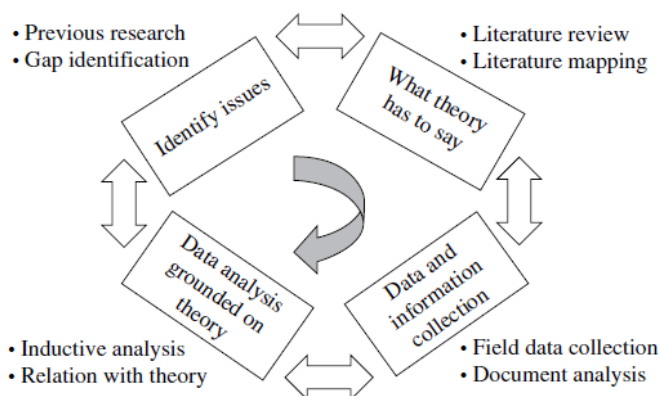 • Previous research
• Gap identification
• Literature review
• Literature mapping
Identify issues
What theory
has to say
Data analysis
grounded on
theory
Data and
information
collection
• Inductive analysis
• Relation with theory
• Field data collection
• Document analysis